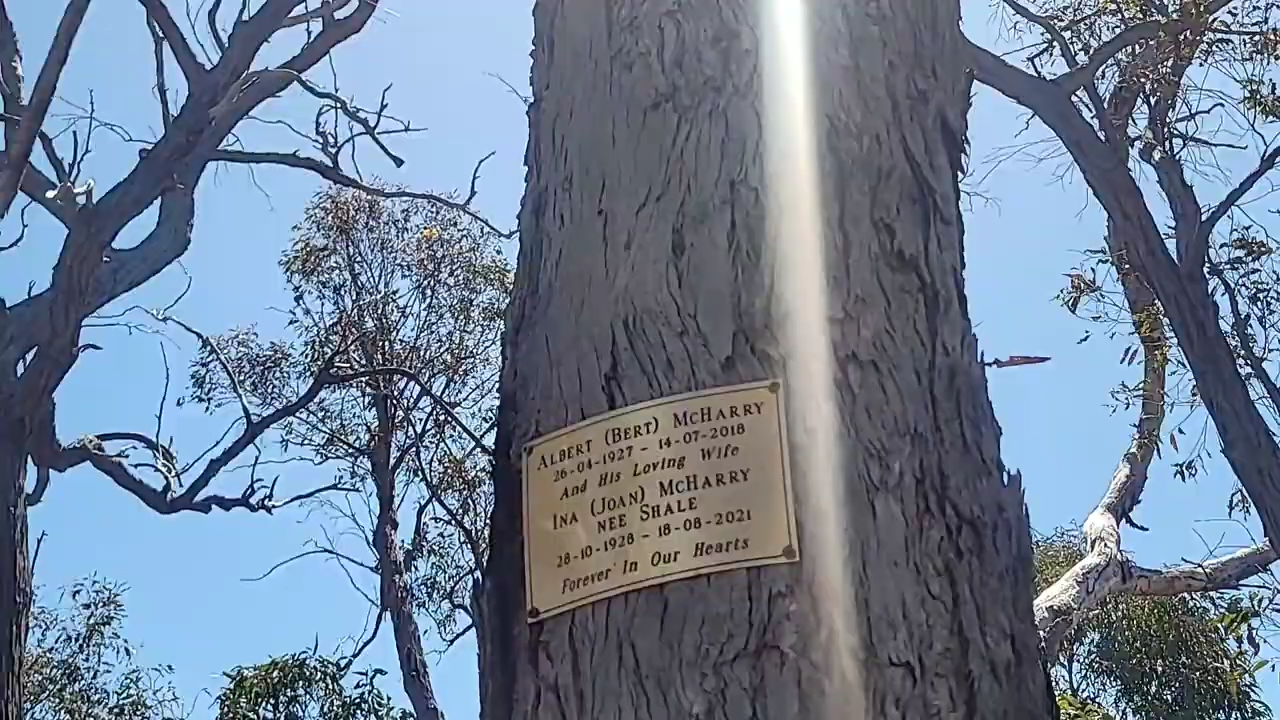 Albert (Bert) McHarry
26-04-1927 - 14-07-2018
And His Loving Wife
Ina (Joan) McHarry
nee Shale
28-10-1928 - 18-08-2021
Forever In Our Hearts